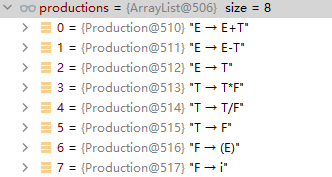 productions = {ArrayList@506} size = 8
0 = {Production@510} "E → E+T"
1 = {Production@511} "E → E-T"
2 = {Production@512} "E → T"
3 = {Production@513} "T → T*F"
4 = {Production@514} "T → T/F"
5 = {Production@515} "T → F"
6 = {Production@516} "F → (E)"
7 = {Production@517} "F → i"